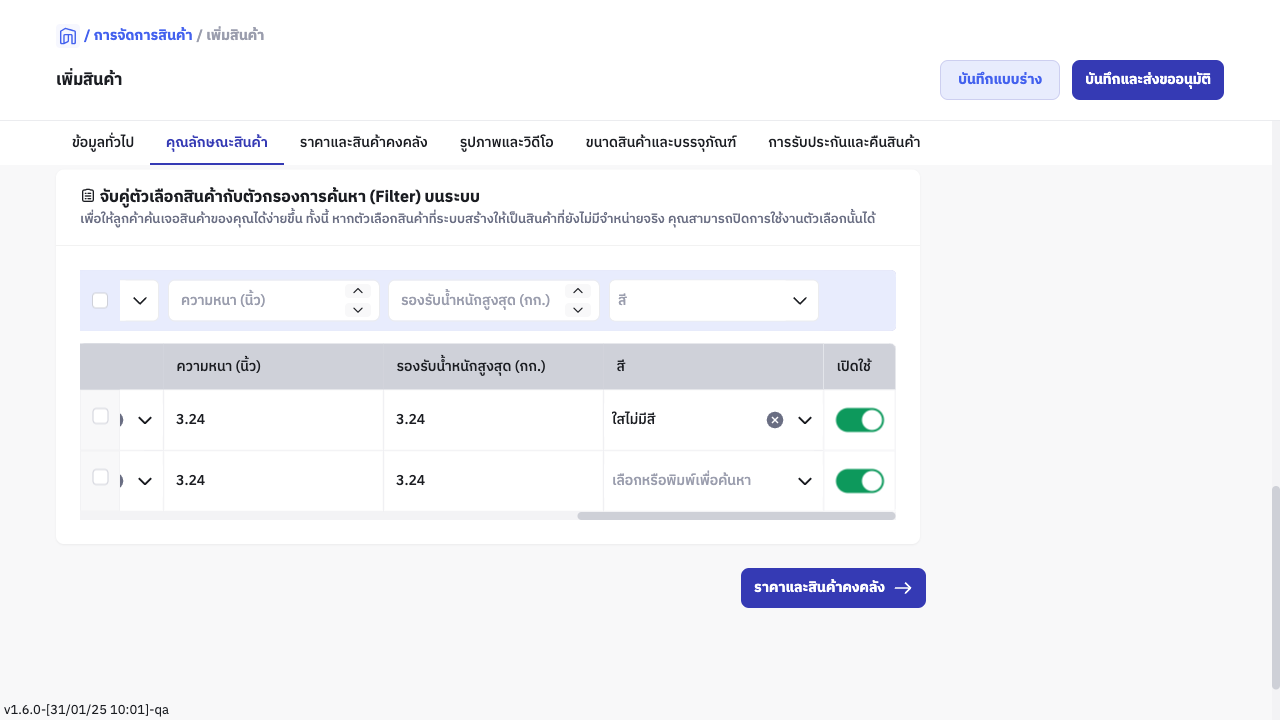 / การจัดการสินค้า / เพิ่มสินค้า
เพิ่มสินค้า
บันทึกแบบร่าง
บันทึกและส่งขออนุมัติ
ข้อมูลทั่วไป คุณลักษณะสินค้า ราคาและสินค้าคงคลัง รูปภาพและวิดีโอ ขนาดสินค้าและบรรจุภัณฑ์ การรับประกันและคืนสินค้า
จับคู่ตัวเลือกสินค้ากับตัวกรองการค้นหา (Filter) บนระบบ
เพื่อให้ลูกค้าค้นเจอสินค้าของคุณได้ง่ายขึ้น ทั้งนี้ หากตัวเลือกสินค้าที่ระบบสร้างให้เป็นสินค้าที่ยังไม่มีจำหน่ายจริง คุณสามารถปิดการใช้งานตัวเลือกนั้นได้
ความหนา (นิ้ว) รองรับน้ำหนักสูงสุด (กก.) สี
ความหนา (นิ้ว) รองรับน้ำหนักสูงสุด (กก.) สี เปิดใช้
3.24 3.24 ใสไม่มีสี
3.24 3.24 เลือกหรือพิมพ์เพื่อค้นหา
ราคาและสินค้าคงคลัง
v1.6.0-[31/01/25 10:01]-qa